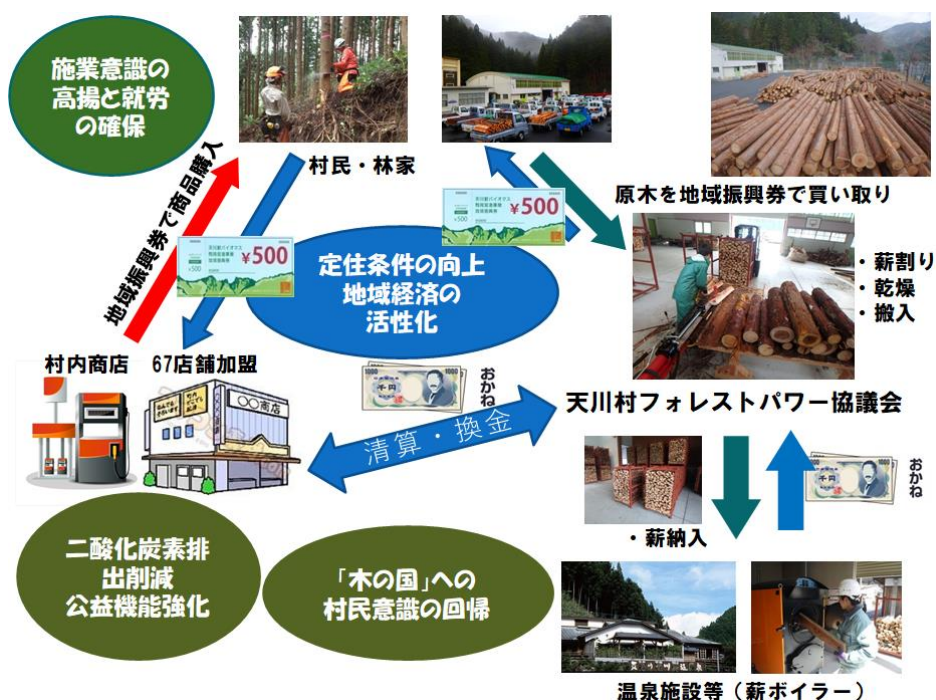 施業意識の
高揚と就労
の確保
村民・林家
原木を地域振興券で買い取り
地域振興券で商品購入
¥500
¥500
定住条件の向上
地域経済の
活性化
・薪割り
・乾燥
・搬入
村内商店 67店舗加盟
〇〇商店
1000
千円
おかね
清算・換金
天川村フォレストパワー協議会
1000
千円
おかね
・薪納入
二酸化炭素排
出削減
公益機能強化
「木の国」への
村民意識の回帰
温泉施設等(薪ボイラー)